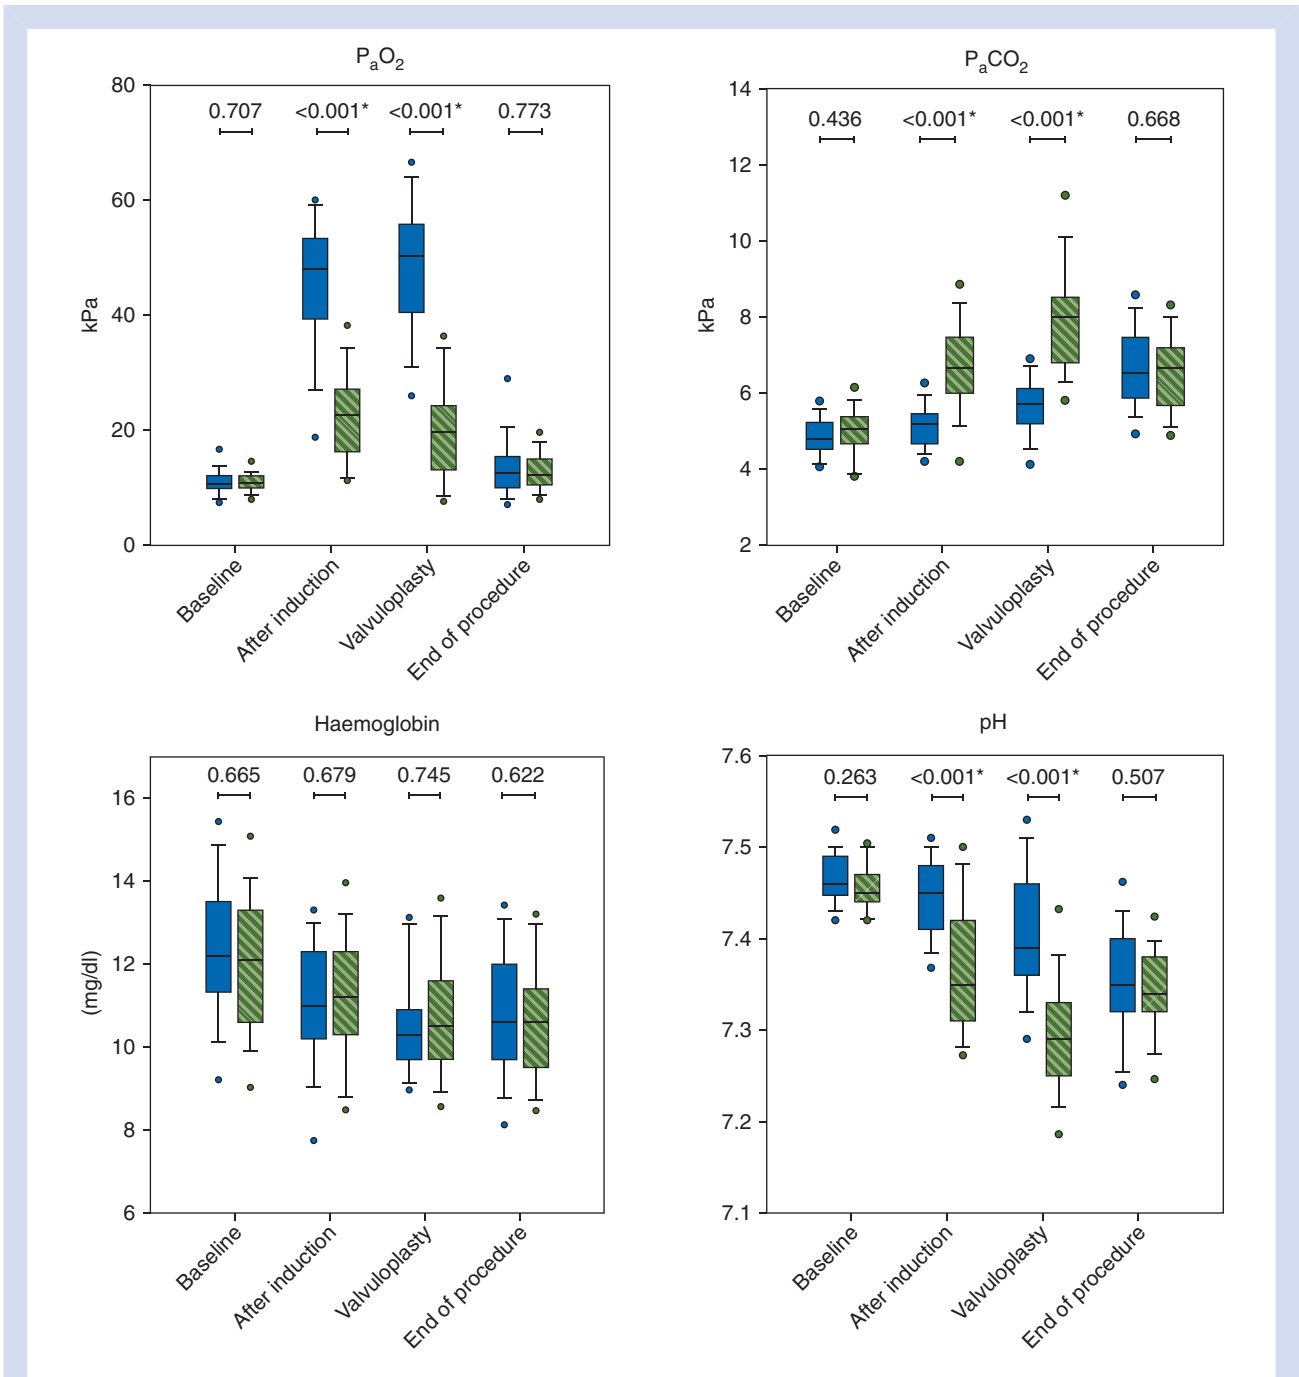 PaO2
80
60
40
20
0
kPa
0.707 <0.001* <0.001* 0.773
Baseline
After induction
Valvuloplasty
End of procedure
PaCO2
14
12
10
8
6
4
2
kPa
0.436 <0.001* <0.001* 0.668
Baseline
After induction
Valvuloplasty
End of procedure
Haemoglobin
16
14
12
10
8
6
(mg/dl)
0.665 0.679 0.745 0.622
Baseline
After induction
Valvuloplasty
End of procedure
pH
7.6
7.5
7.4
7.3
7.2
7.1
0.263 <0.001* <0.001* 0.507
Baseline
After induction
Valvuloplasty
End of procedure